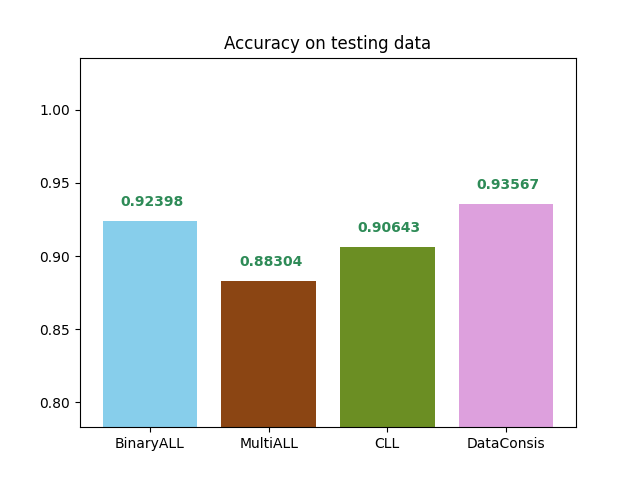 Accuracy on testing data
1.00
0.95
0.90
0.85
0.80
0.92398
0.88304
0.90643
0.93567
BinaryALL
MultiALL
CLL
DataConsis